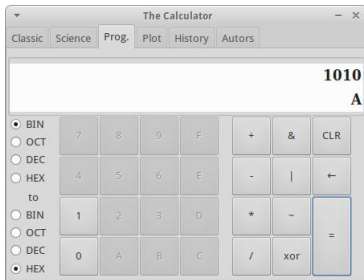 The Calculator
Classic Science Prog. Plot History Autors
1010
A
BIN
OCT
DEC
HEX
to
BIN
OCT
DEC
HEX
7 8 9 F + & CLR
4 5 6 E - | ←
1 2 3 D * ~ =
0 A B C / xor